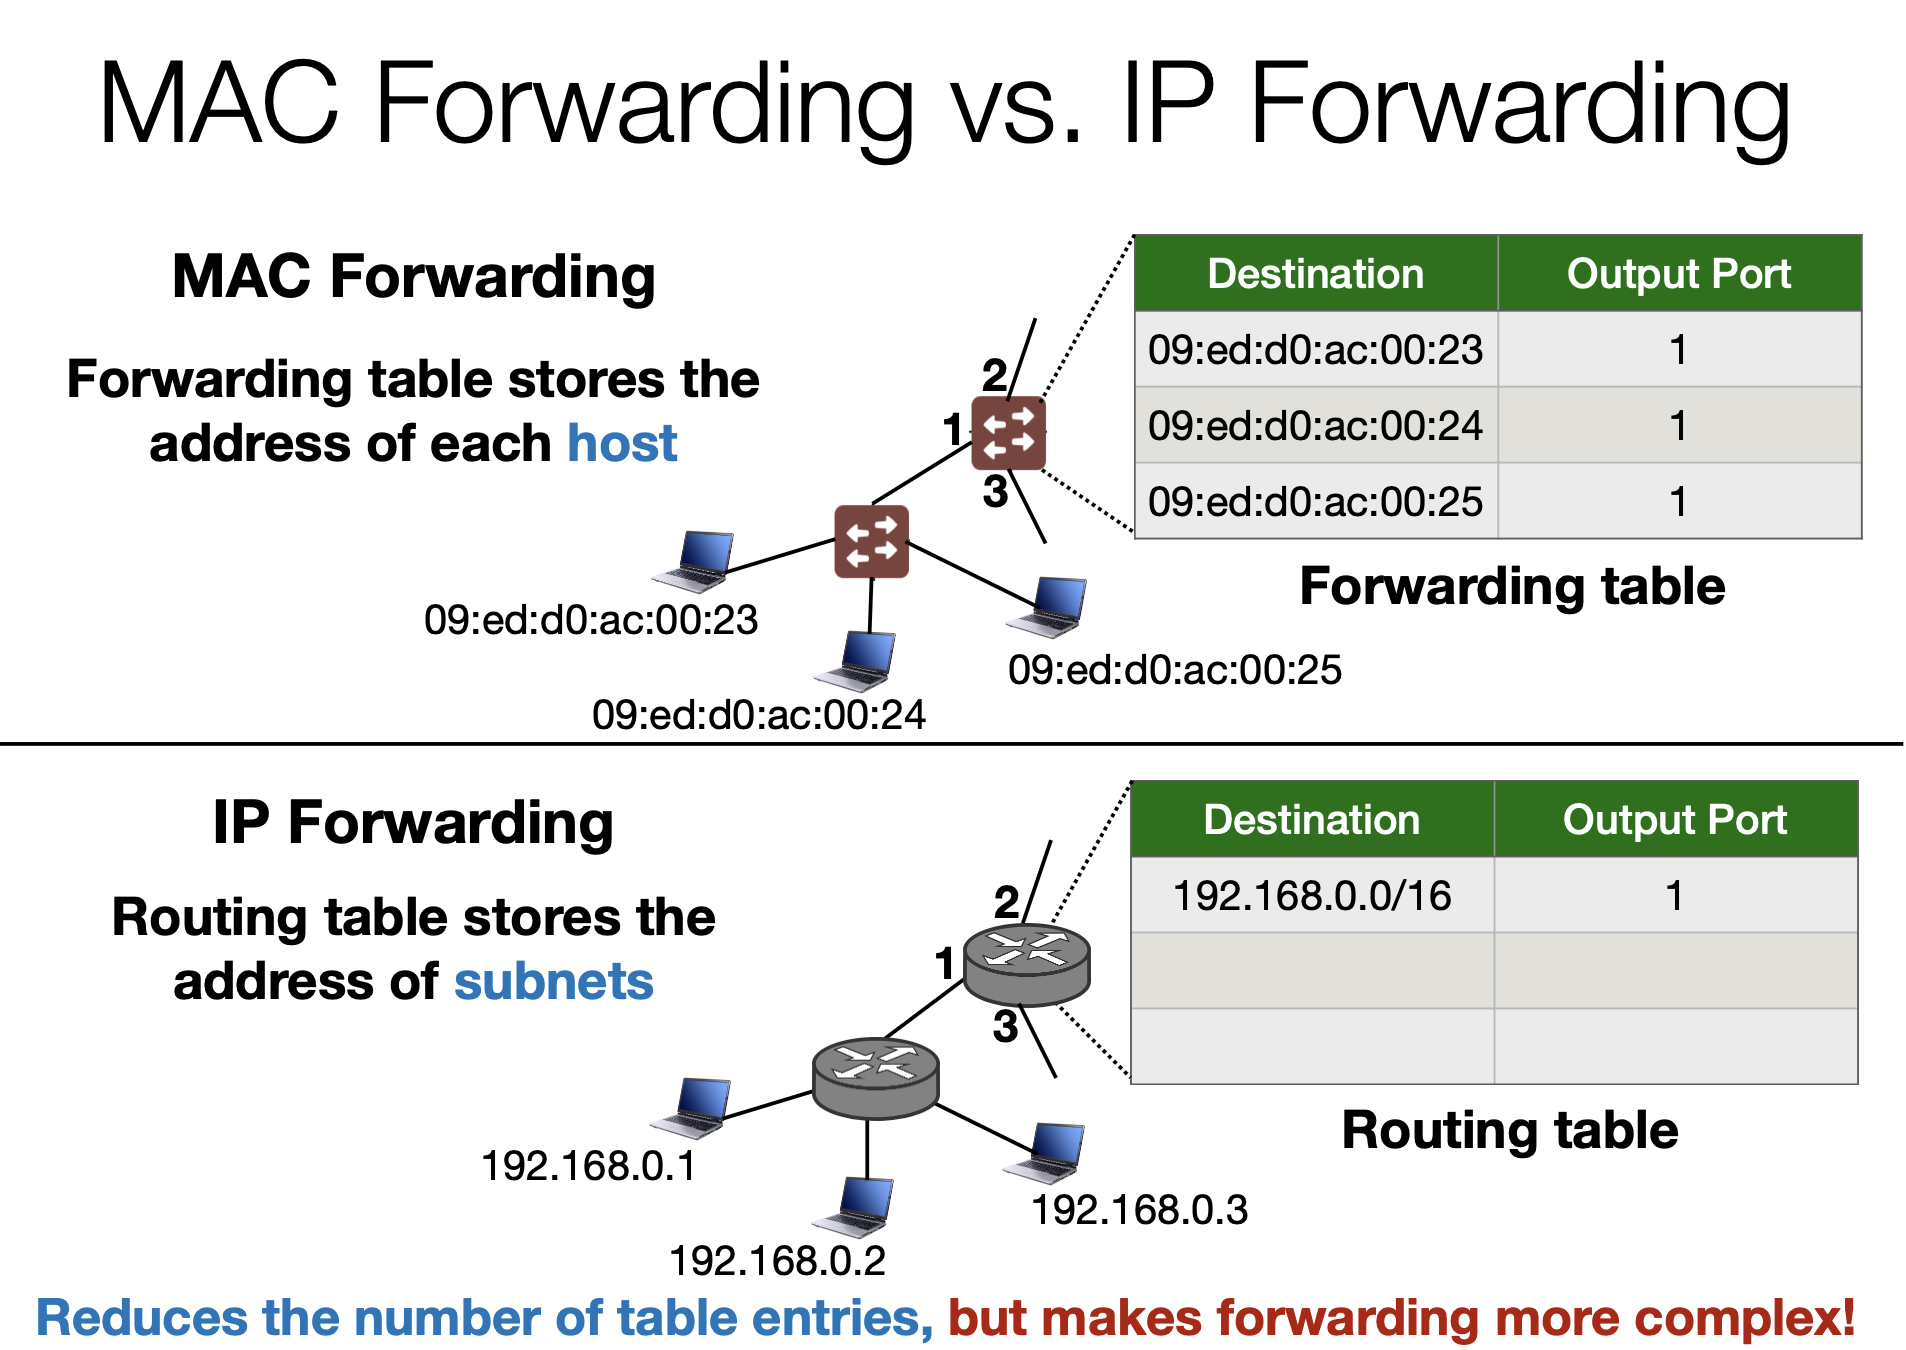 MAC Forwarding vs. IP Forwarding
MAC Forwarding
Forwarding table stores the
address of each host
2
1
3
09:ed:d0:ac:00:23
09:ed:d0:ac:00:24
09:ed:d0:ac:00:25
Destination Output Port
09:ed:d0:ac:00:23 1
09:ed:d0:ac:00:24 1
09:ed:d0:ac:00:25 1
Forwarding table
IP Forwarding
Routing table stores the
address of subnets
2
1
3
192.168.0.1
192.168.0.2
192.168.0.3
Destination Output Port
192.168.0.0/16 1
Routing table
Reduces the number of table entries, but makes forwarding more complex!